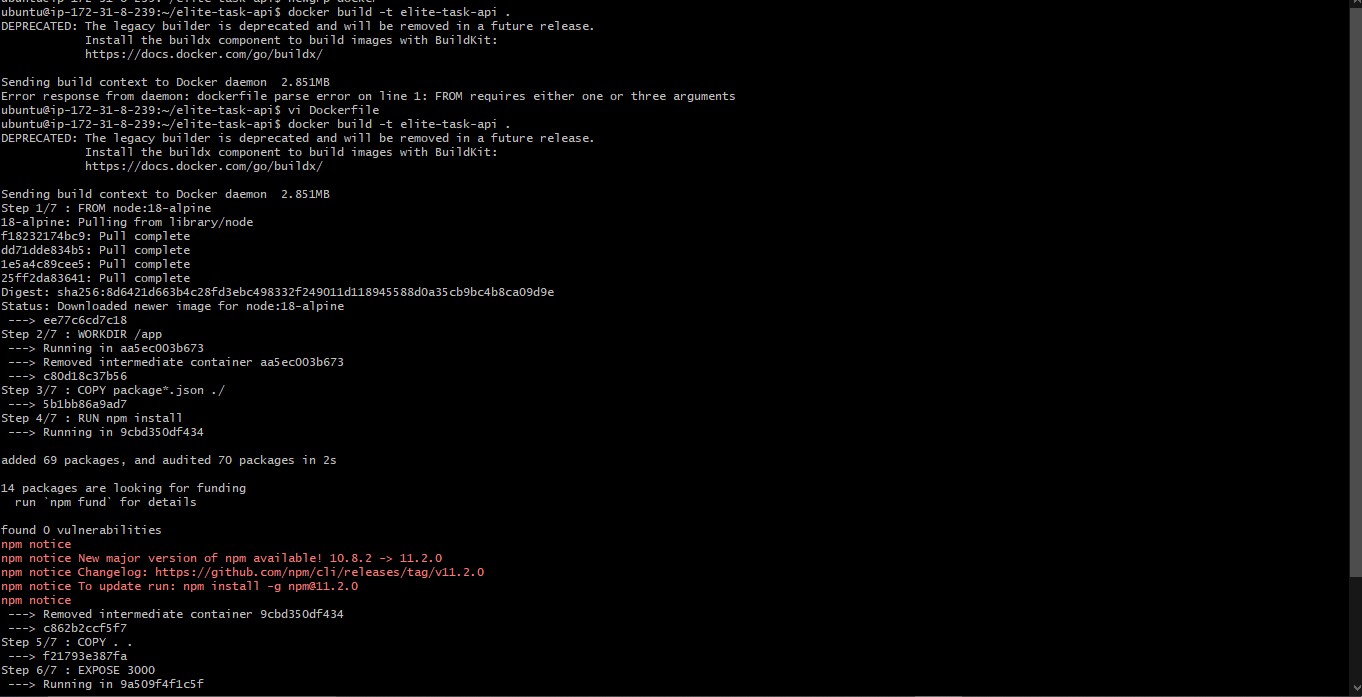 ubuntu@ip-172-31-8-239:~/elite-task-api$ newgrp docker
ubuntu@ip-172-31-8-239:~/elite-task-api$ docker build -t elite-task-api .
DEPRECATED: The legacy builder is deprecated and will be removed in a future release.
            Install the buildx component to build images with BuildKit:
            https://docs.docker.com/go/buildx/

Sending build context to Docker daemon  2.851MB
Error response from daemon: dockerfile parse error on line 1: FROM requires either one or three arguments
ubuntu@ip-172-31-8-239:~/elite-task-api$ vi Dockerfile
ubuntu@ip-172-31-8-239:~/elite-task-api$ docker build -t elite-task-api .
DEPRECATED: The legacy builder is deprecated and will be removed in a future release.
            Install the buildx component to build images with BuildKit:
            https://docs.docker.com/go/buildx/

Sending build context to Docker daemon  2.851MB
Step 1/7 : FROM node:18-alpine
18-alpine: Pulling from library/node
f18232174bc9: Pull complete
dd71dde834b5: Pull complete
1e5a4c89cee5: Pull complete
25ff2da83641: Pull complete
Digest: sha256:8d6421d663b4c28fd3ebc498332f249011d118945588d0a35cb9bc4b8ca09d9e
Status: Downloaded newer image for node:18-alpine
 ---> ee77c6cd7c18
Step 2/7 : WORKDIR /app
 ---> Running in aa5ec003b673
 ---> Removed intermediate container aa5ec003b673
 ---> c80d18c37b56
Step 3/7 : COPY package*.json ./
 ---> 5b1bb86a9ad7
Step 4/7 : RUN npm install
 ---> Running in 9cbd350df434

added 69 packages, and audited 70 packages in 2s

14 packages are looking for funding
  run `npm fund` for details

found 0 vulnerabilities
npm notice
npm notice New major version of npm available! 10.8.2 -> 11.2.0
npm notice Changelog: https://github.com/npm/cli/releases/tag/v11.2.0
npm notice To update run: npm install -g npm@11.2.0
npm notice
 ---> Removed intermediate container 9cbd350df434
 ---> c862b2ccf5f7
Step 5/7 : COPY . .
 ---> f21793e387fa
Step 6/7 : EXPOSE 3000
 ---> Running in 9a509f4f1c5f